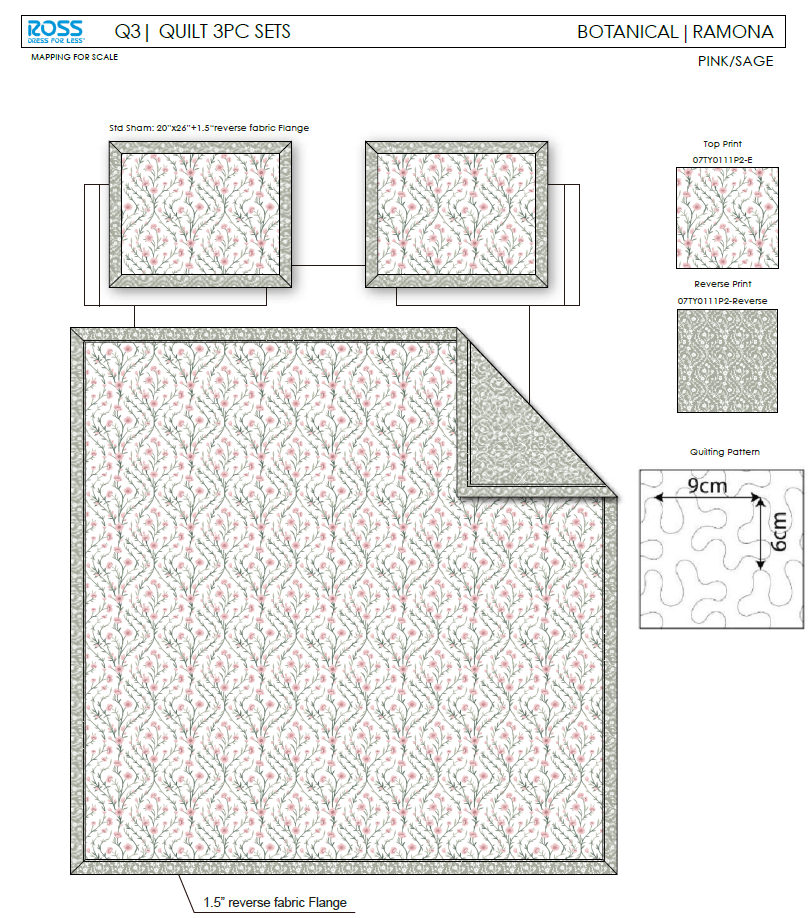 ROSS
DRESS FOR LESS
Q3| QUILT 3PC SETS
BOTANICAL|RAMONA
MAPPING FOR SCALE
PINK/SAGE
Std Sham: 20"x26"+1.5"reverse fabric Flange
Top Print
07TY0111P2-E
Reverse Print
07TY0111P2-Reverse
Quilting Pattern
9cm
6cm
1.5” reverse fabric Flange